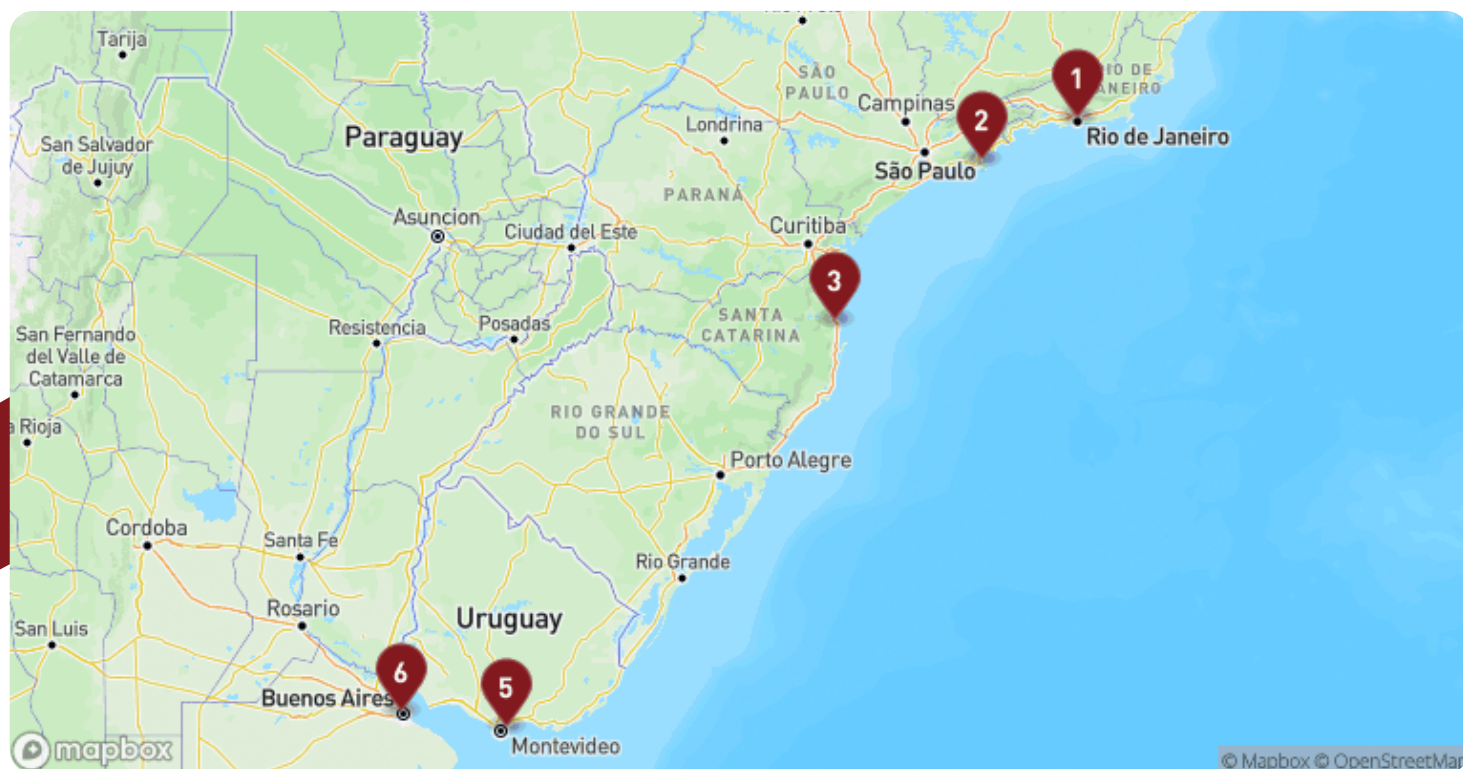 Tarija
SÃO
PAULO
1
IO DE
ANEIRO
Campinas
2
Rio de Janeiro
Londrina
Paraguay
San Salvador
de Jujuy
São Paulo
PARANÁ
Asuncion
Ciudad del Este
Curitiba
3
SANTA
CATARINA
Resistencia
Posadas
San Fernando
del Valle de
Catamarca
RIO GRANDE
DO SUL
a Rioja
Porto Alegre
Cordoba
Santa Fe
Rio Grande
Rosario
Uruguay
San Luis
6
5
Buenos Aires
Montevideo
mapbox
© Mapbox © OpenStreetMap